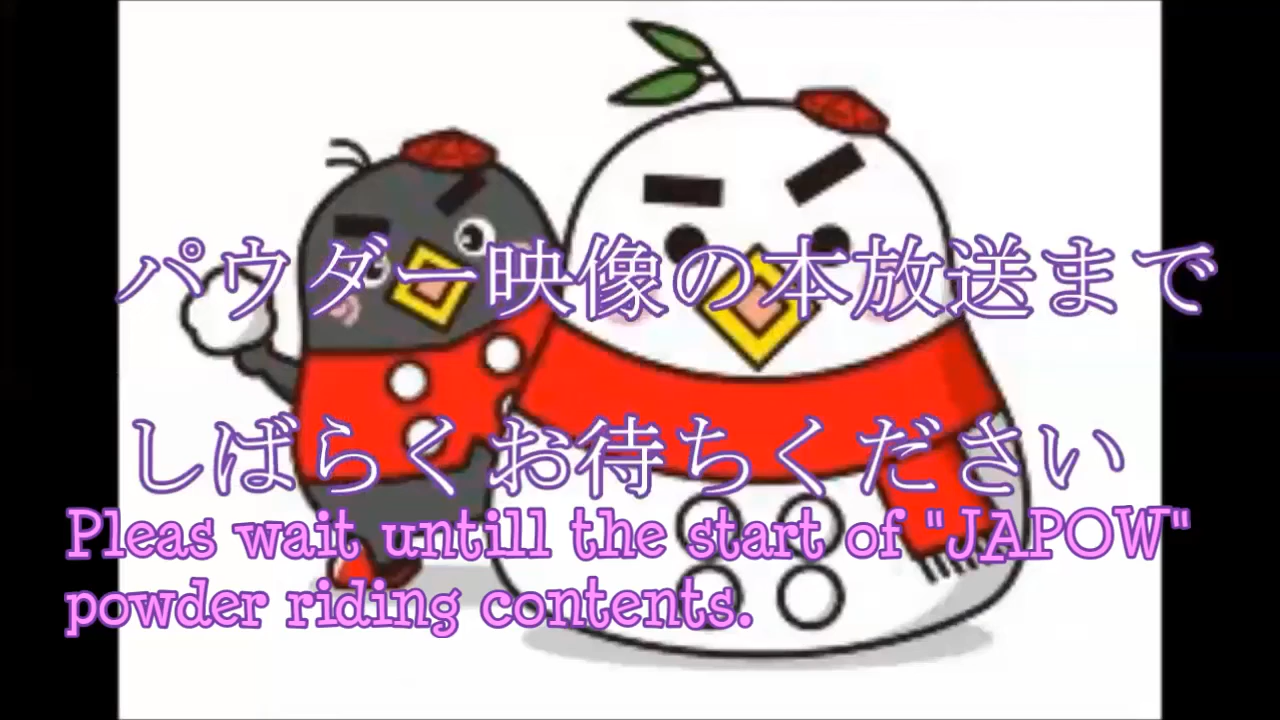 パウダー映像の本放送まで
しばらくお待ちください
Pleas wait untill the start of "JAPOW"
powder riding contents.